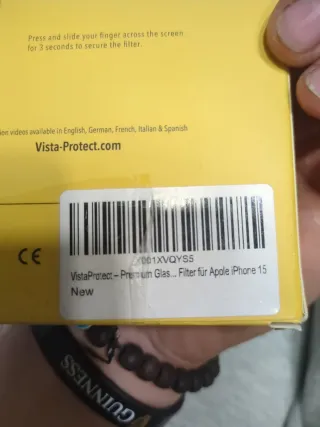 Press and slide your finger across the screen
for 3 seconds to secure the filter.
videos available in English, German, French, Italian & Spanish
Vista-Protect.com
CE
X001XVQYS5
VistaProtect – Premium Glas... Filter für Apple iPhone 15
New
GUINNESS